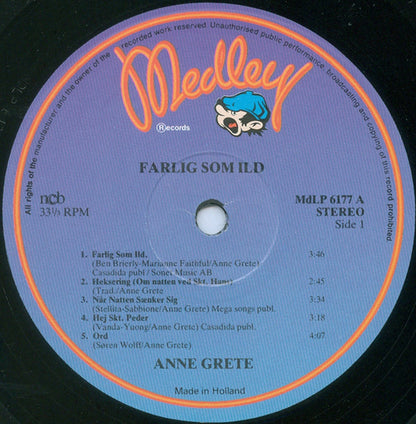 All rights of the manufacturer and the owner of the recorded work reserved. Unauthorised public performance, broadcasting and copying of this record prohibited.
Medley
Ⓡecords
FARLIG SOM ILD
ncb
33⅓ RPM
MdLP 6177 A
STEREO
Side 1
1. Farlig Som Ild. 3:46
(Ben Brierly-Marianne Faithful/Anne Grete)
Casadida publ / Sonet Music AB
2. Heksering (Om natten ved Skt. Hans) 2:45
(Trad./Anne Grete)
3. Når Natten Sænker Sig 3:34
(Stellita-Sabbione/Anne Grete) Mega songs publ.
4. Hej Skt. Peder 3:18
(Vanda-Yuong/Anne Grete) Casadida publ.
5. Ord 4:07
(Søren Wolff/Anne Grete)
ANNE GRETE
Made in Holland